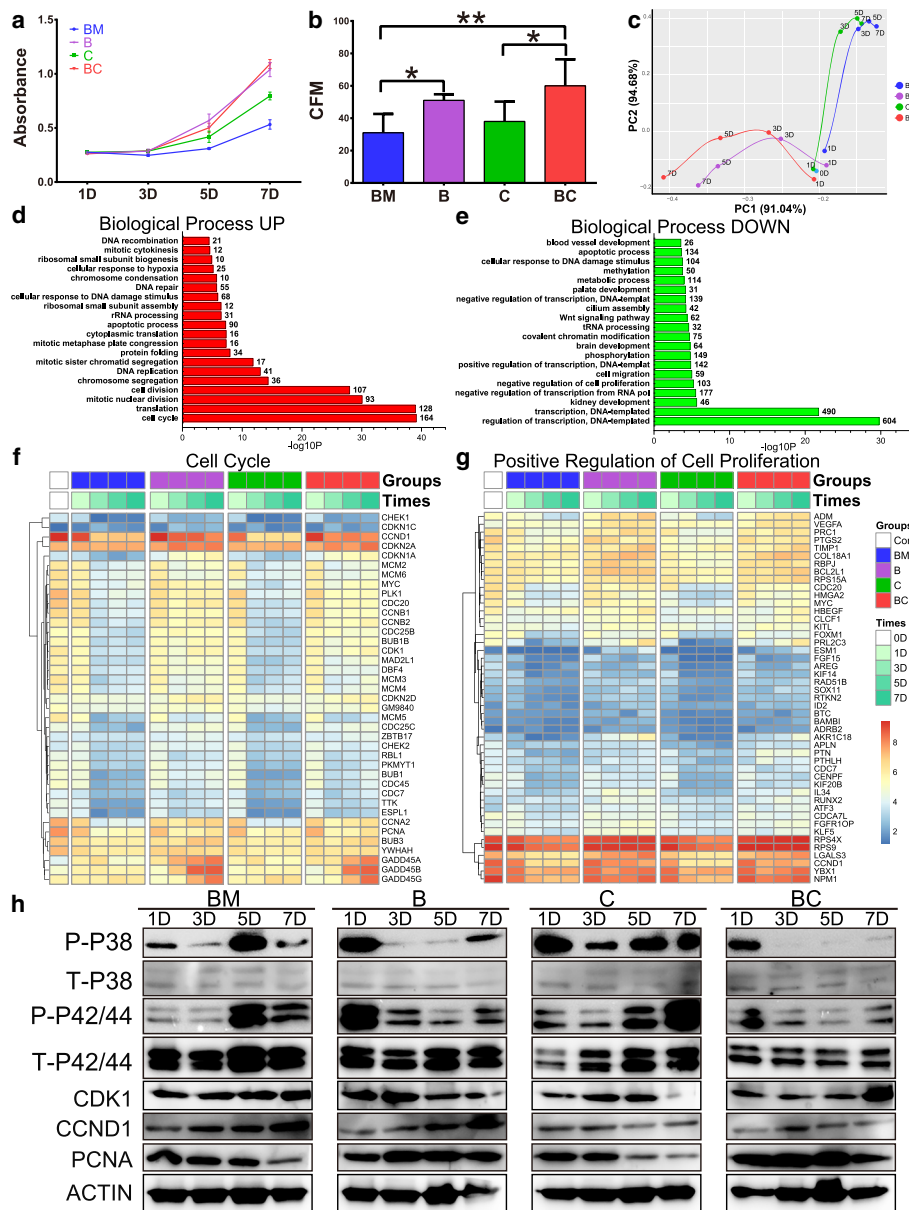 a
BM
B
C
BC
Absorbance
1.5
1.0
0.5
0.0
1D 3D 5D 7D
b
CFM
100
80
60
40
20
0
** * *
BM B C BC
c
PC2 (94.68%)
0.4
0.2
0.0
−0.2
3D 5D 7D 3D 5D 7D
7D 5D 3D 3D 1D 1D 1D 0D 1D
−0.4 −0.2
PC1 (91.04%)
d
Biological Process UP
DNA recombination 21
mitotic cytokinesis 12
ribosomal small subunit biogenesis 10
cellular response to hypoxia 25
chromosome condensation 10
DNA repair 55
cellular response to DNA damage stimulus 68
ribosomal small subunit assembly 12
rRNA processing 31
apoptotic process 90
cytoplasmic translation 16
mitotic metaphase plate congression 16
protein folding 34
mitotic sister chromatid segregation 17
DNA replication 41
chromosome segregation 36
cell division 107
mitotic nuclear division 93
translation 128
cell cycle 164
0 10 20 30 40
-log10P
e
Biological Process DOWN
blood vessel development 26
apoptotic process 134
cellular response to DNA damage stimulus 104
methylation 50
metabolic process 114
palate development 31
negative regulation of transcription, DNA-templat 139
cilium assembly 42
Wnt signaling pathway 62
tRNA processing 32
covalent chromatin modification 75
brain development 64
phosphorylation 149
positive regulation of transcription, DNA-templat 142
cell migration 59
negative regulation of cell proliferation 103
negative regulation of transcription from RNA pol 177
kidney development 46
transcription, DNA-templated 490
regulation of transcription, DNA-templated 604
0 10 20 30
-log10P
f
Cell Cycle
Groups
Times
CHEK1
CDKN1C
CCND1
CDKN2A
CDKN1A
MCM2
MCM6
MYC
PLK1
CDC20
CCNB1
CCNB2
CDC25B
BUB1B
CDK1
MAD2L1
DBF4
MCM3
MCM4
CDKN2D
GM9840
MCM5
CDC25C
ZBTB17
CHEK2
RBL1
PKMYT1
BUB1
CDC45
CDC7
TTK
ESPL1
CCNA2
PCNA
BUB3
YWHAH
GADD45A
GADD45B
GADD45G
g
Positive Regulation of Cell Proliferation
Groups
Times
ADM
VEGFA
PRC1
PTGS2
TIMP1
COL18A1
RBPJ
BCL2L1
RPS15A
CDC20
HMGA2
MYC
HBEGF
CLCF1
KITL
FOXM1
PRL2C3
ESM1
FGF15
AREG
KIF14
RAD51B
SOX11
RTKN2
ID2
BTC
BAMBI
ADRB2
AKR1C18
APLN
PTN
PTHLH
CDC7
CENPF
KIF20B
IL34
RUNX2
ATF3
CDCA7L
FGFR1OP
KLF5
RPS4X
RPS9
LGALS3
CCND1
YBX1
NPM1
Groups
Con
BM
B
C
BC
Times
0D
1D
3D
5D
7D
8
6
4
2
h
BM B C BC
1D 3D 5D 7D 1D 3D 5D 7D 1D 3D 5D 7D 1D 3D 5D 7D
P-P38
T-P38
P-P42/44
T-P42/44
CDK1
CCND1
PCNA
ACTIN